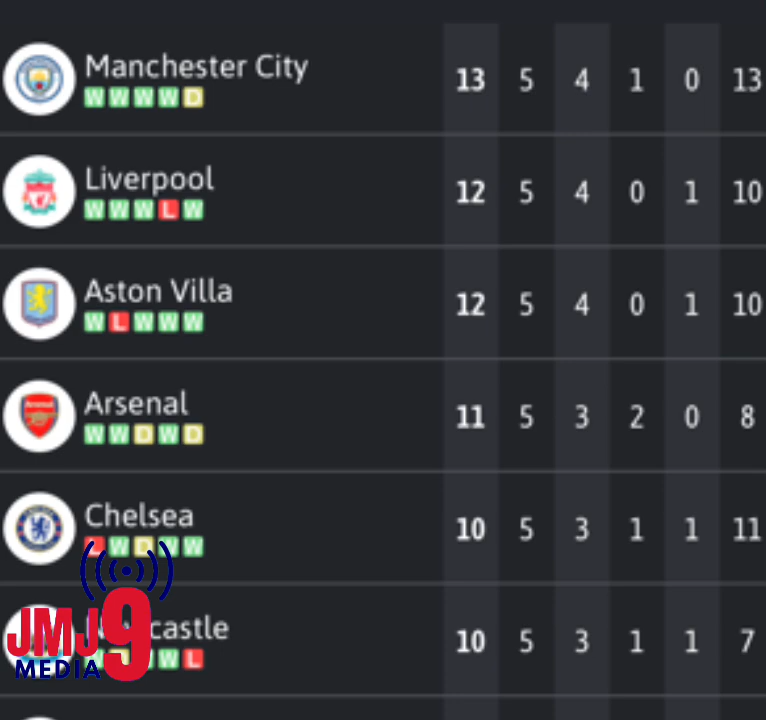 Manchester City 13 5 4 1 0 13
W W W W D
Liverpool 12 5 4 0 1 10
W W W L W
Aston Villa 12 5 4 0 1 10
W L W W W
Arsenal 11 5 3 2 0 8
W W D W D
Chelsea 10 5 3 1 1 11
L W D W W
10 5 3 1 1 7
W L
JMJ9
MEDIA